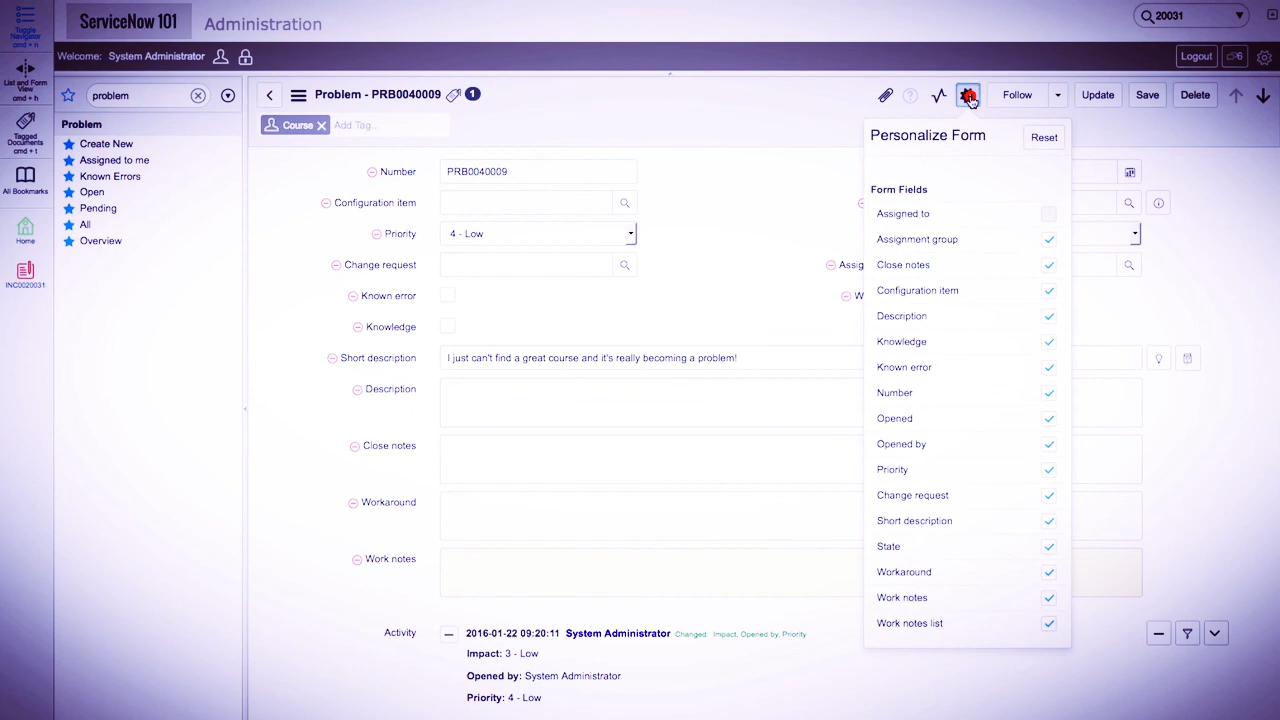 ServiceNow 101
Administration
20031
Toggle
Navigator
cmd + n
List and Form
View
cmd + h
Tagged
Documents
cmd + t
All Bookmarks
Home
INC0020031
Welcome: System Administrator
Logout
6
problem
Problem
Create New
Assigned to me
Known Errors
Open
Pending
All
Overview
Problem - PRB0040009
1
Follow
Update
Save
Delete
Course
Add Tag...
Number
PRB0040009
Configuration item
Priority
4 - Low
Change request
Assig
Known error
W
Knowledge
Short description
I just can't find a great course and it's really becoming a problem!
Description
Close notes
Workaround
Work notes
Activity
2016-01-22 09:20:11 System Administrator Changed: Impact, Opened by, Priority
Impact: 3 - Low
Opened by: System Administrator
Priority: 4 - Low
Personalize Form
Reset
Form Fields
Assigned to
Assignment group
Close notes
Configuration item
Description
Knowledge
Known error
Number
Opened
Opened by
Priority
Change request
Short description
State
Workaround
Work notes
Work notes list